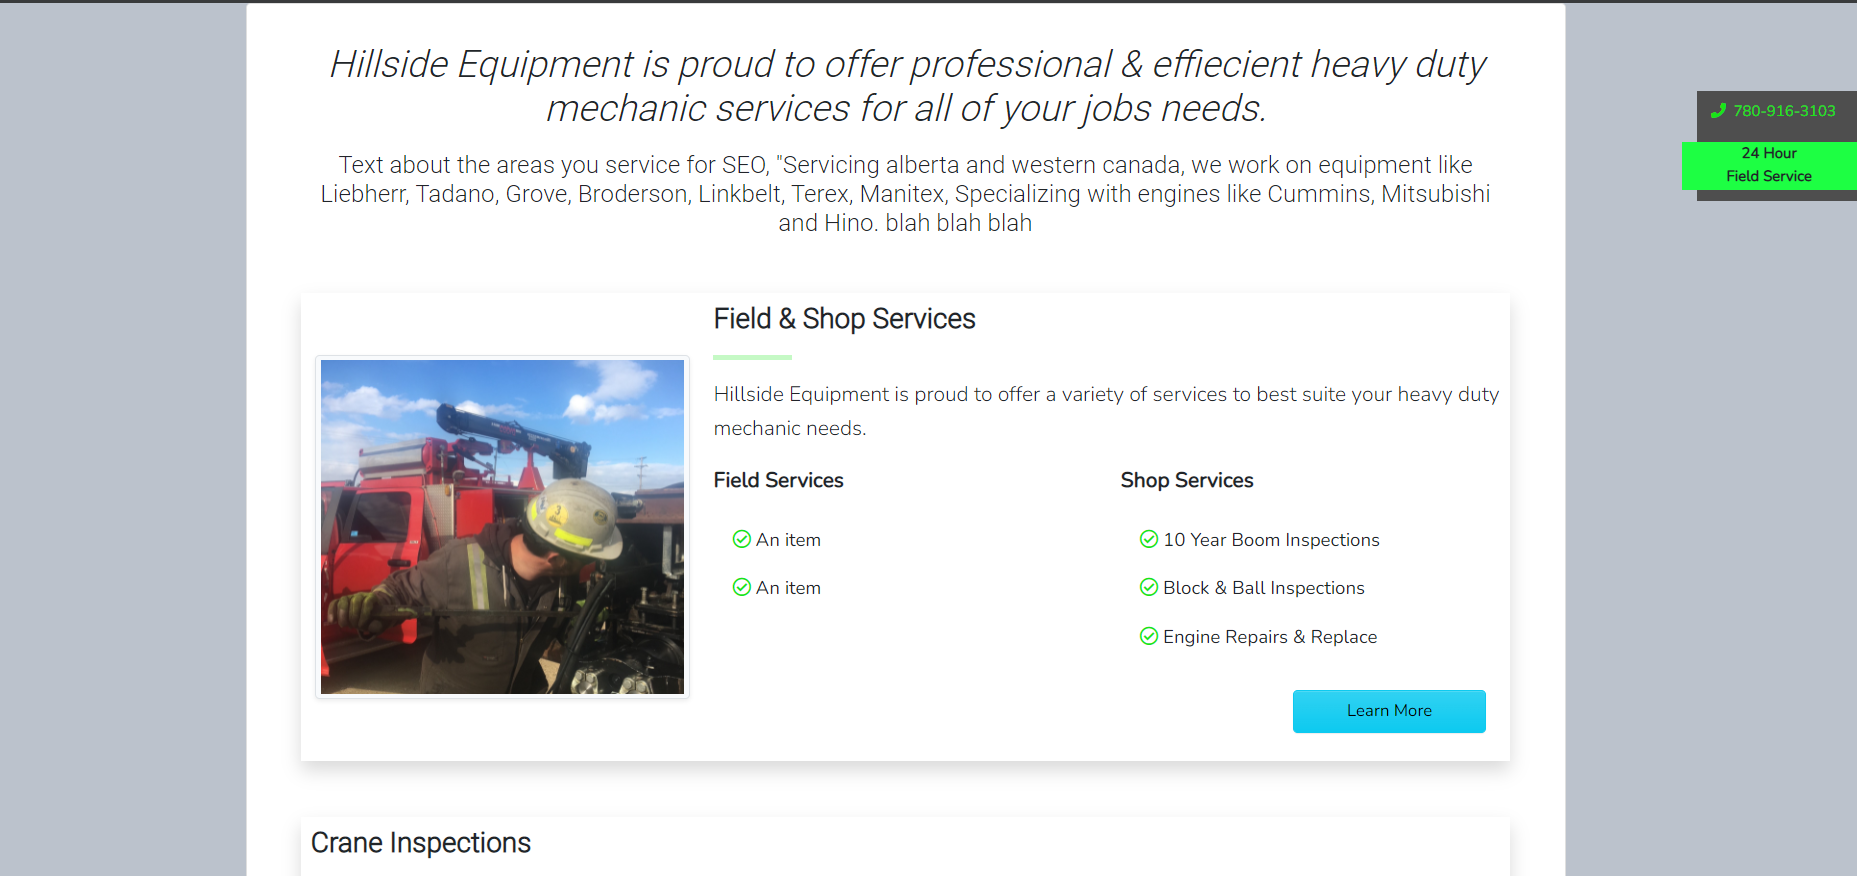 Hillside Equipment is proud to offer professional & effiecient heavy duty
mechanic services for all of your jobs needs.
780-916-3103
24 Hour
Field Service
Text about the areas you service for SEO, "Servicing alberta and western canada, we work on equipment like
Liebherr, Tadano, Grove, Broderson, Linkbelt, Terex, Manitex, Specializing with engines like Cummins, Mitsubishi
and Hino. blah blah blah
Field & Shop Services
Hillside Equipment is proud to offer a variety of services to best suite your heavy duty
mechanic needs.
Field Services
An item
An item
Shop Services
10 Year Boom Inspections
Block & Ball Inspections
Engine Repairs & Replace
Learn More
Crane Inspections